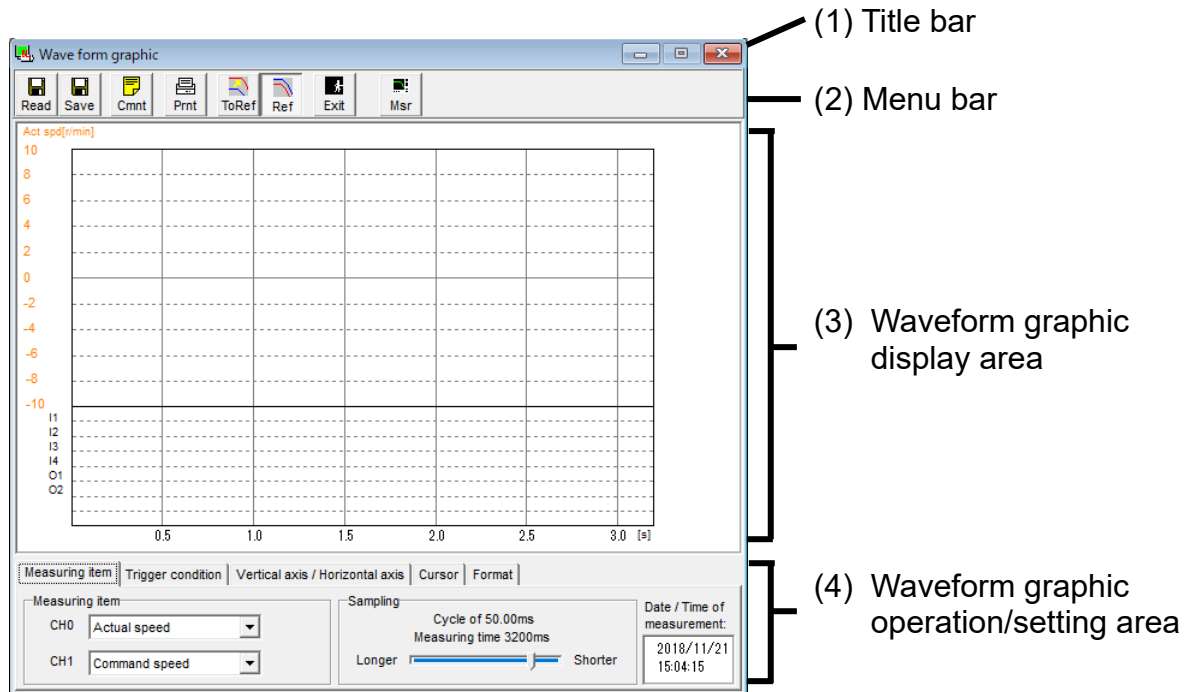 (1) Title bar
Wave form graphic
Read Save Cmnt Prnt ToRef Ref Exit Msr
(2) Menu bar
Act spd[r/min]
10
8
6
4
2
0
-2
-4
-6
-8
-10
I1
I2
I3
I4
O1
O2
0.5 1.0 1.5 2.0 2.5 3.0 [s]
(3) Waveform graphic
display area
Measuring item Trigger condition Vertical axis / Horizontal axis Cursor Format
Measuring item
CH0 Actual speed
CH1 Command speed
Sampling
Cycle of 50.00ms
Measuring time 3200ms
Longer Shorter
Date / Time of
measurement:
2018/11/21
15:04:15
(4) Waveform graphic
operation/setting area